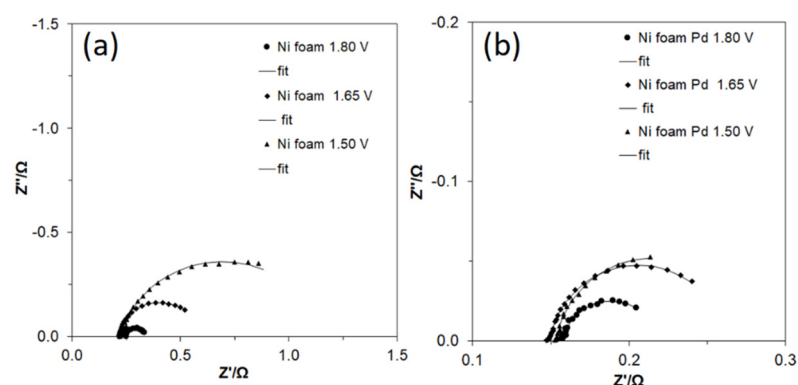 (a)
-1.5
-1.0
-0.5
0.0
Z''/Ω
0.0 0.5 1.0 1.5
Z'/Ω
Ni foam 1.80 V
fit
Ni foam 1.65 V
fit
Ni foam 1.50 V
fit
(b)
-0.2
-0.1
0.0
Z''/Ω
0.1 0.2 0.3
Z'/Ω
Ni foam Pd 1.80 V
fit
Ni foam Pd 1.65 V
fit
Ni foam Pd 1.50 V
fit